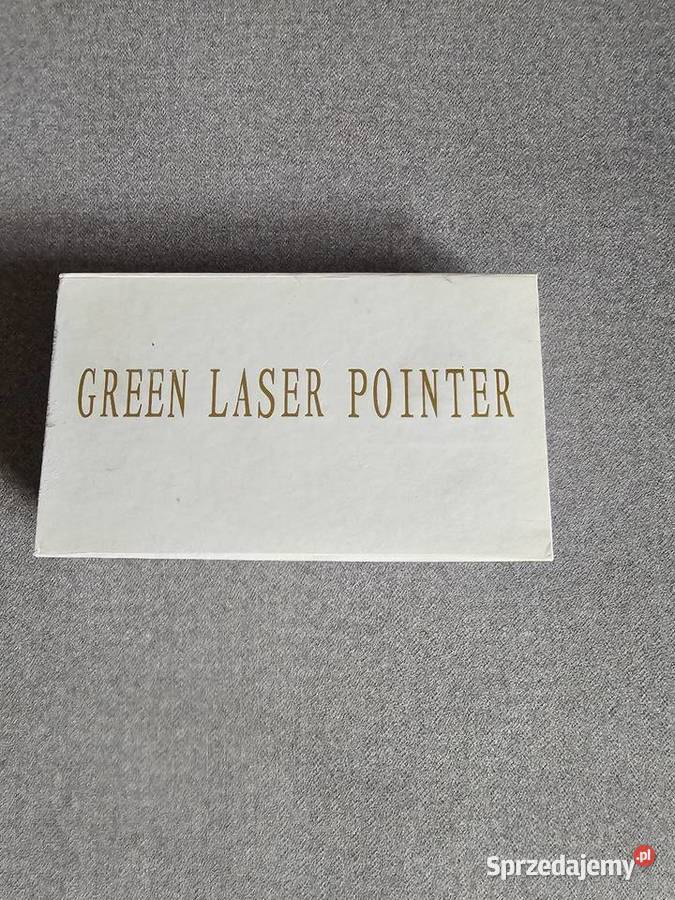 GREEN LASER POINTER
Sprzedajemy.pl